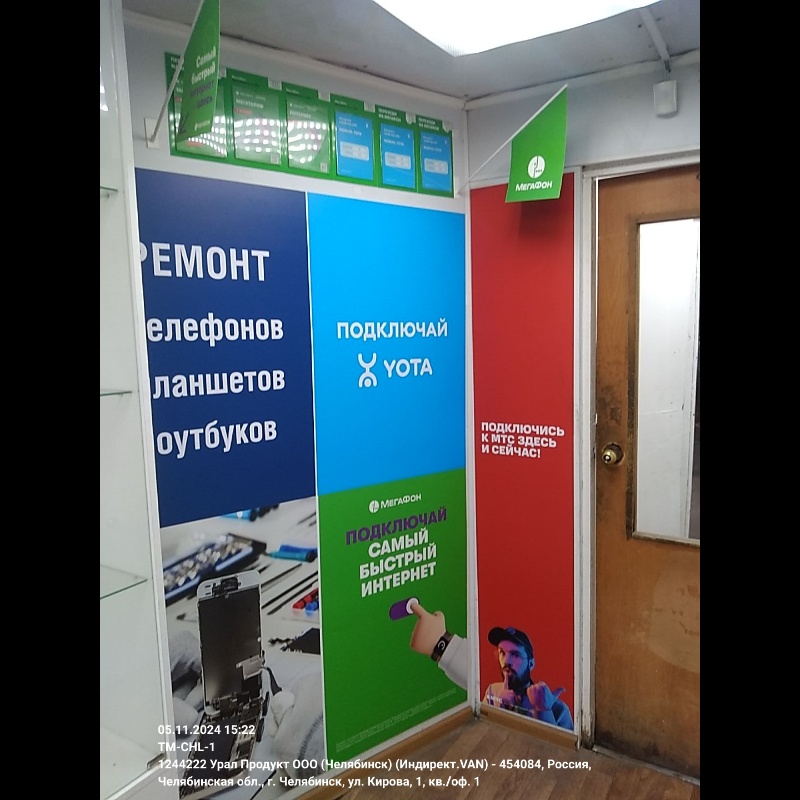 Самый
быстрый
интернет
здесь
МЕГАФОН
РЕМОНТ
елефонов
ланшетов
оутбуков
ПОДКЛЮЧАЙ
YOTA
МЕГАФОН
ПОДКЛЮЧАЙ
САМЫЙ
БЫСТРЫЙ
ИНТЕРНЕТ
ПОДКЛЮЧИСЬ
К МТС ЗДЕСЬ
И СЕЙЧАС!
05.11.2024 15:22
TM-CHL-1
1244222 Урал Продукт ООО (Челябинск) (Индирект.VAN) - 454084, Россия,
Челябинская обл., г. Челябинск, ул. Кирова, 1, кв./оф. 1